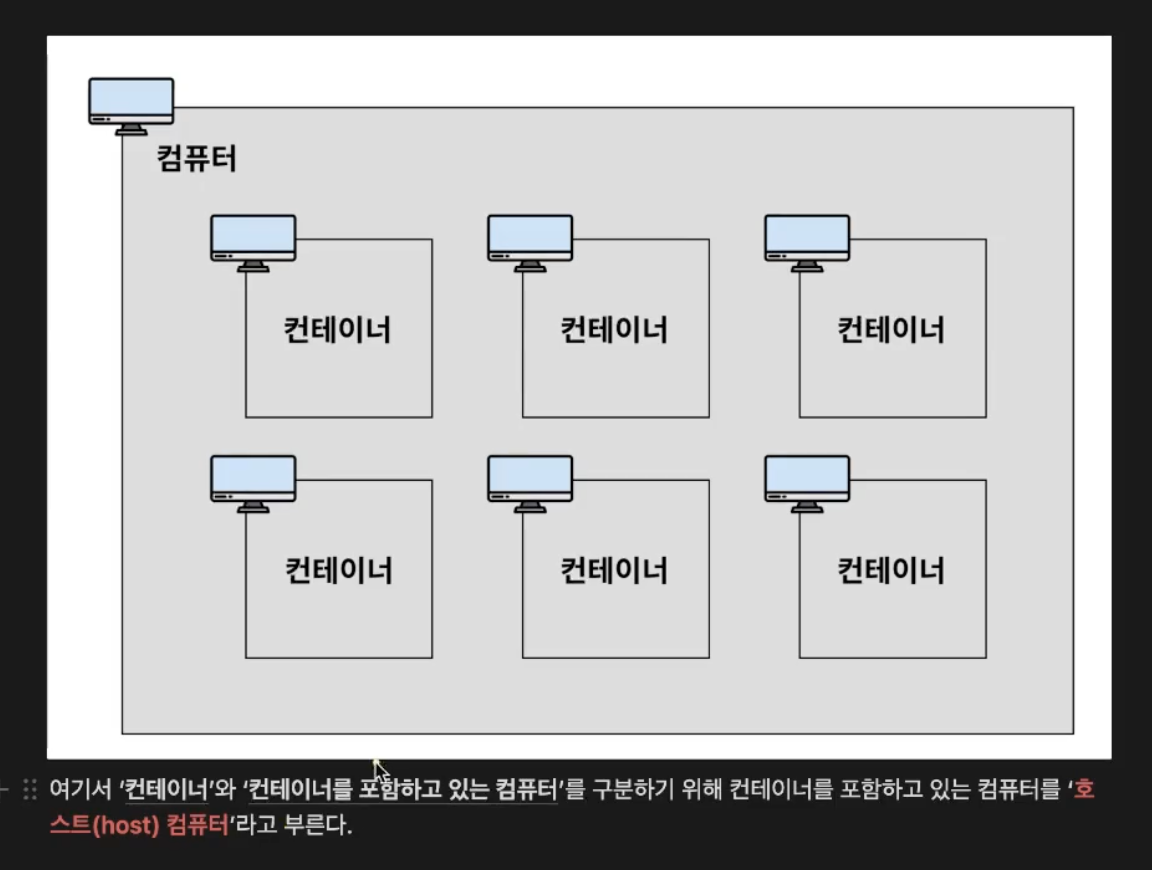 컴퓨터
컨테이너 컨테이너 컨테이너
컨테이너 컨테이너 컨테이너
여기서 ‘컨테이너’와 ‘컨테이너를 포함하고 있는 컴퓨터’를 구분하기 위해 컨테이너를 포함하고 있는 컴퓨터를 ‘호
스트(host) 컴퓨터’라고 부른다.